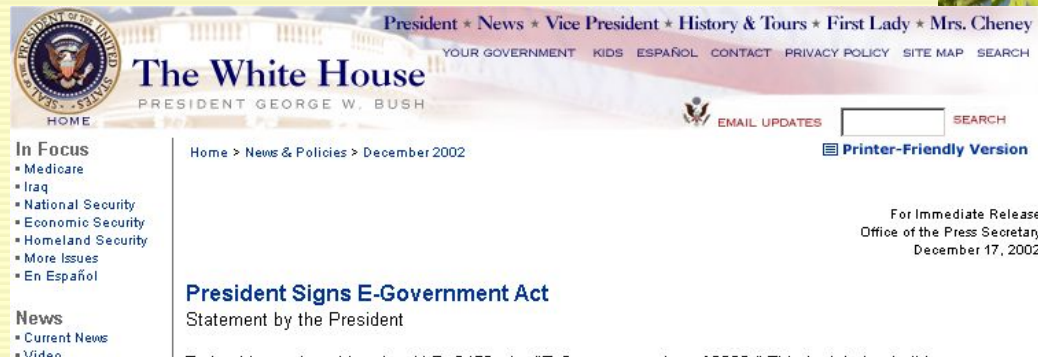 President * News * Vice President * History & Tours * First Lady * Mrs. Cheney
YOUR GOVERNMENT KIDS ESPAÑOL CONTACT PRIVACY POLICY SITE MAP SEARCH
The White House
PRESIDENT GEORGE W. BUSH
HOME
EMAIL UPDATES SEARCH
In Focus
Medicare
Iraq
National Security
Economic Security
Homeland Security
More Issues
En Español
News
Current News
Video
Home > News & Policies > December 2002
Printer-Friendly Version
For Immediate Release
Office of the Press Secretary
December 17, 2002
President Signs E-Government Act
Statement by the President